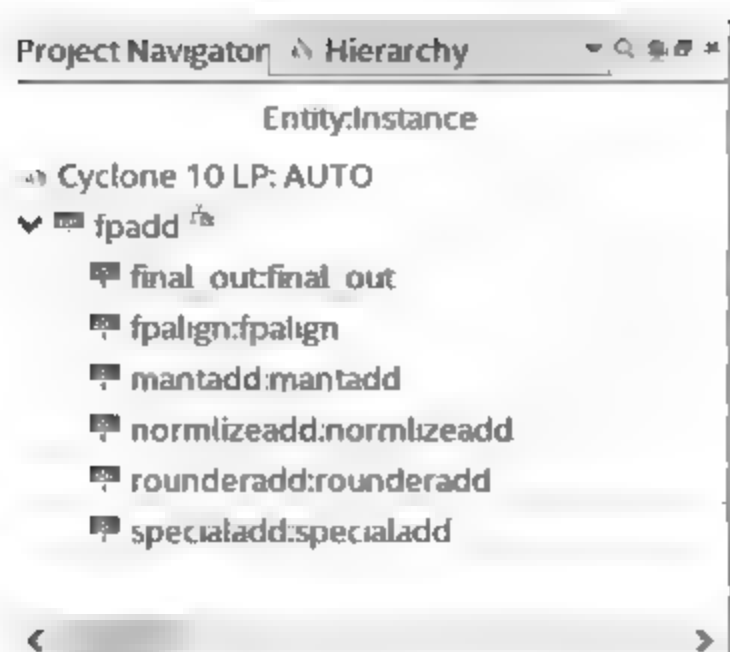 Project Navigator Hierarchy
Entity:Instance
Cyclone 10 LP: AUTO
fpadd
final_out:final_out
fpalign:fpalign
mantadd:mantadd
normlizeadd:normlizeadd
rounderadd:rounderadd
specialadd:specialadd